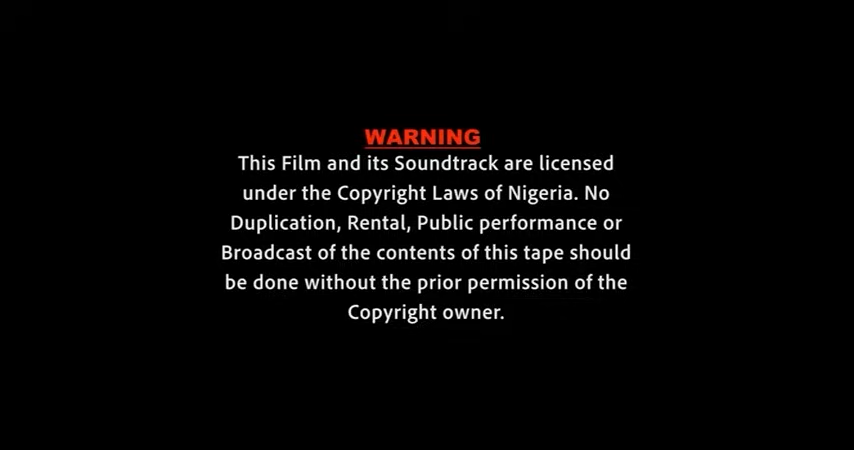 WARNING
This Film and its Soundtrack are licensed
under the Copyright Laws of Nigeria. No
Duplication, Rental, Public performance or
Broadcast of the contents of this tape should
be done without the prior permission of the
Copyright owner.